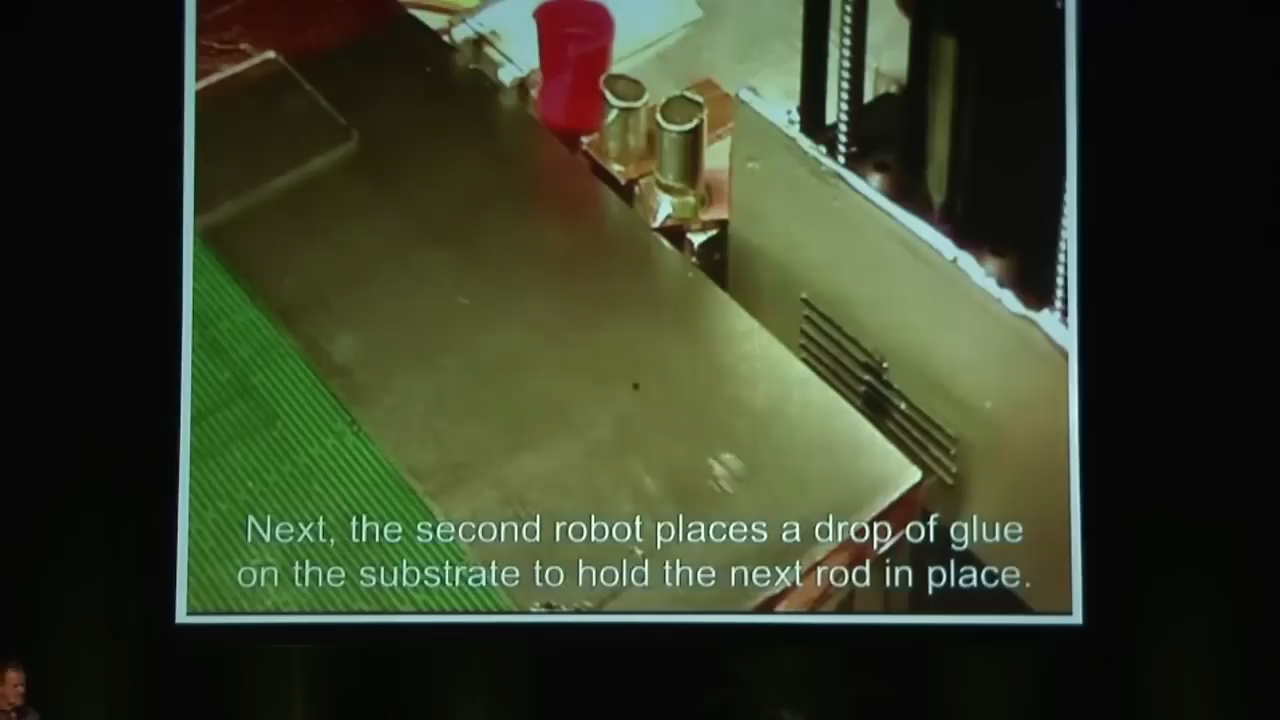 Next, the second robot places a drop of glue
on the substrate to hold the next rod in place.